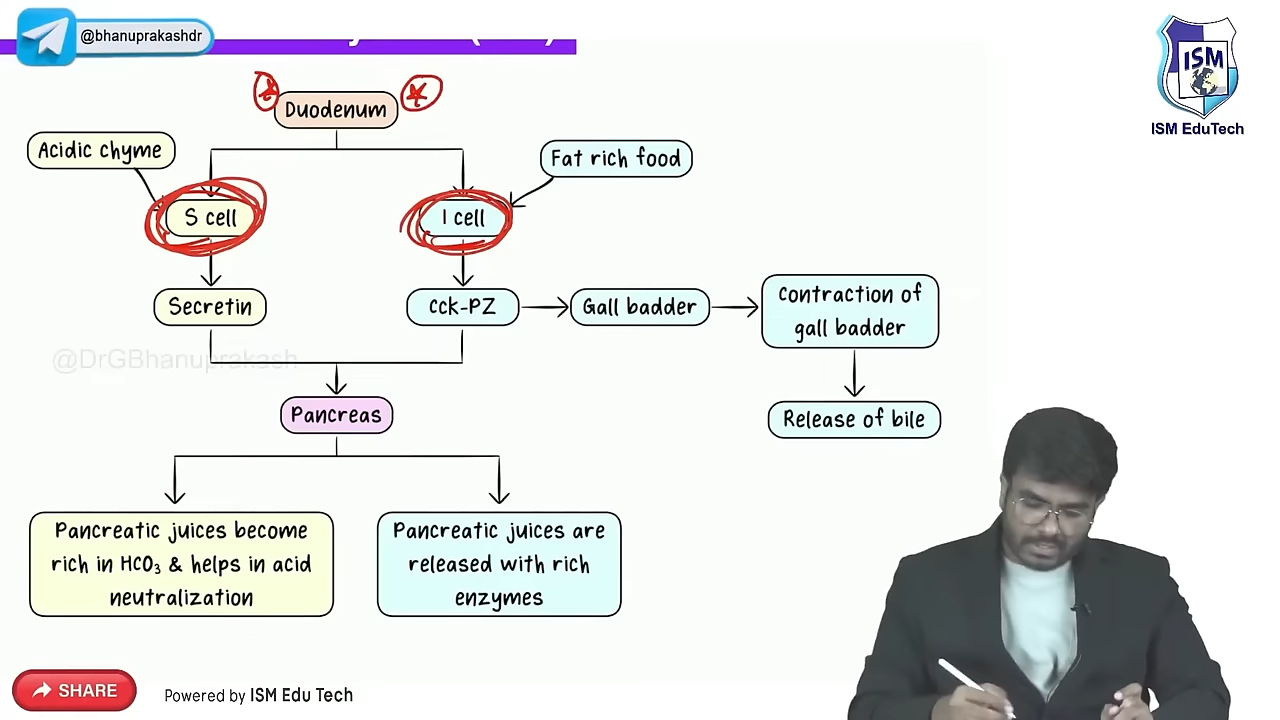 @bhanuprakashdr
ISM
ISM EduTech
Duodenum
Acidic chyme
Fat rich food
S cell
I cell
Secretin
CCK-PZ
Gall badder
Contraction of
gall badder
@DrGBhanuprakash
Pancreas
Release of bile
Pancreatic juices become
rich in HCO₃ & helps in acid
neutralization
Pancreatic juices are
released with rich
enzymes
SHARE
Powered by ISM Edu Tech